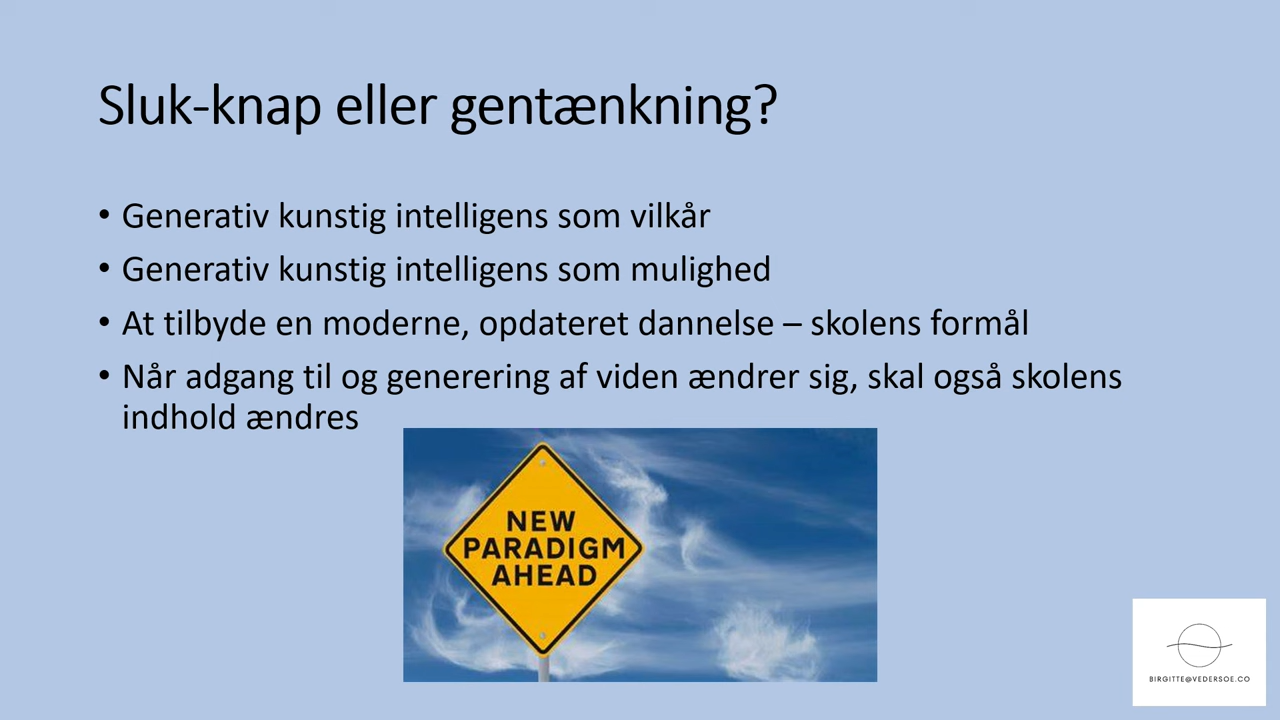 Sluk-knap eller gentænkning?
• Generativ kunstig intelligens som vilkår
• Generativ kunstig intelligens som mulighed
• At tilbyde en moderne, opdateret dannelse – skolens formål
• Når adgang til og generering af viden ændrer sig, skal også skolens
indhold ændres
NEW
PARADIGM
AHEAD
BIRGITTE@VEDERSOE.CO